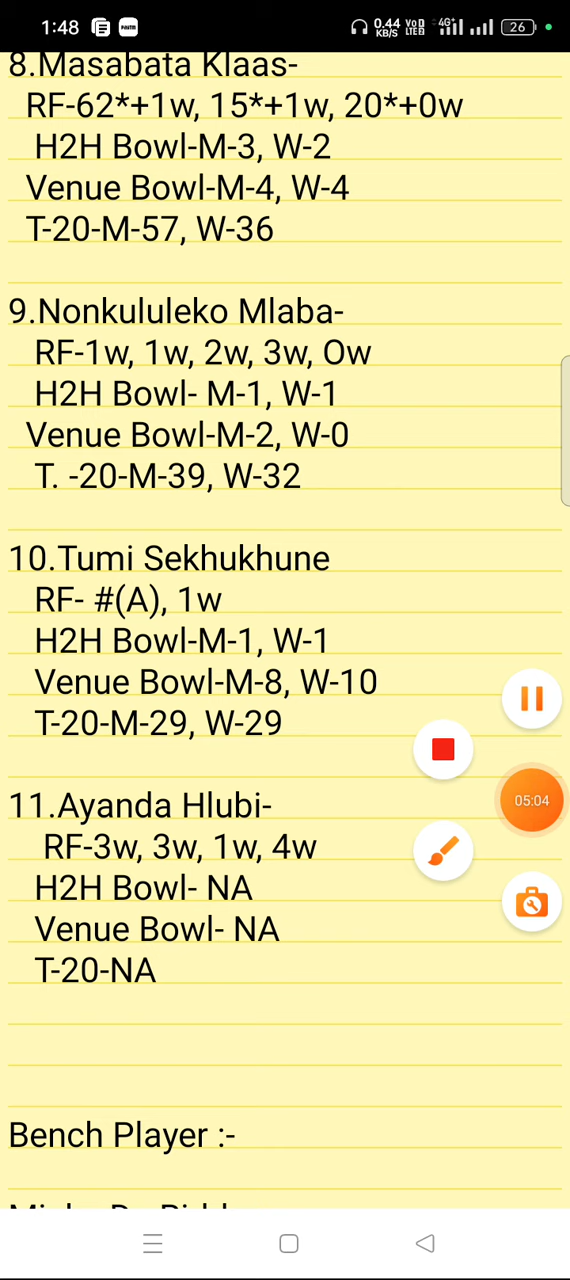 1:48 0.44 KB/S VoD LTE2 4G+ 26
8.Masabata Klaas-
RF-62*+1w, 15*+1w, 20*+0w
H2H Bowl-M-3, W-2
Venue Bowl-M-4, W-4
T-20-M-57, W-36
9.Nonkululeko Mlaba-
RF-1w, 1w, 2w, 3w, Ow
H2H Bowl- M-1, W-1
Venue Bowl-M-2, W-0
T. -20-M-39, W-32
10.Tumi Sekhukhune
RF- #(A), 1w
H2H Bowl-M-1, W-1
Venue Bowl-M-8, W-10
T-20-M-29, W-29
05:04
11.Ayanda Hlubi-
RF-3w, 3w, 1w, 4w
H2H Bowl- NA
Venue Bowl- NA
T-20-NA
Bench Player :-